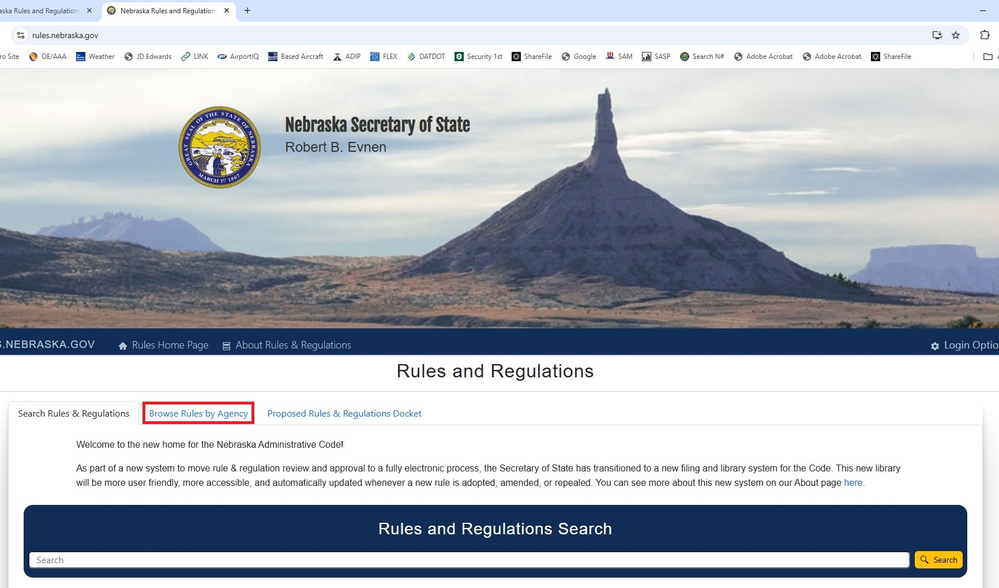 aska Rules and Regulation
Nebraska Rules and Regulation
rules.nebraska.gov
ro Site
OE/AAA
Weather
JD Edwards
LINK
AirportIQ
Based Aircraft
ADIP
FLEX
DATDOT
Security 1st
ShareFile
Google
SAM
SASP
Search N#
Adobe Acrobat
Adobe Acrobat
ShareFile
GREAT SEAL OF THE STATE OF NEBRASKA
MARCH 1ST 1867
Nebraska Secretary of State
Robert B. Evnen
S.NEBRASKA.GOV
Rules Home Page
About Rules & Regulations
Login Optio
Rules and Regulations
Search Rules & Regulations
Browse Rules by Agency
Proposed Rules & Regulations Docket
Welcome to the new home for the Nebraska Administrative Code!
As part of a new system to move rule & regulation review and approval to a fully electronic process, the Secretary of State has transitioned to a new filing and library system for the Code. This new library
will be more user friendly, more accessible, and automatically updated whenever a new rule is adopted, amended, or repealed. You can see more about this new system on our About page here.
Rules and Regulations Search
Search
Search